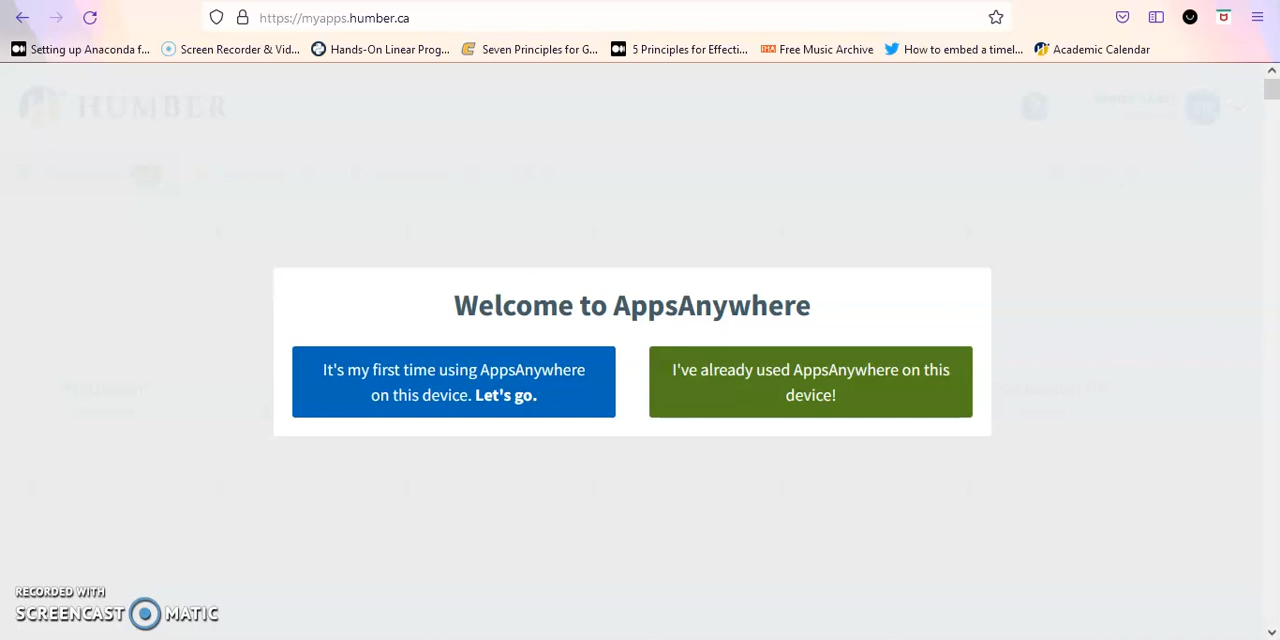 https://myapps.humber.ca
Setting up Anaconda f...
Screen Recorder & Vid...
Hands-On Linear Prog...
Seven Principles for G...
5 Principles for Effecti...
Free Music Archive
How to embed a timel...
Academic Calendar
HUMBER
Welcome to AppsAnywhere
It's my first time using AppsAnywhere
on this device. Let's go.
I've already used AppsAnywhere on this
device!
RECORDED WITH
SCREENCAST MATIC